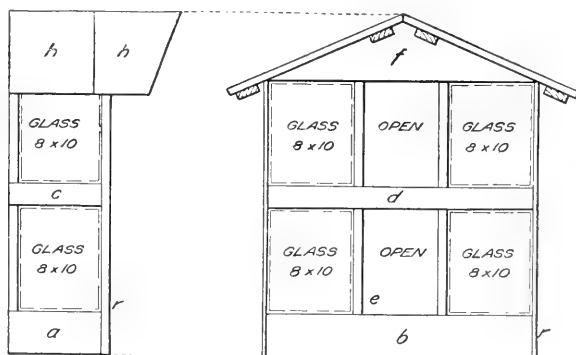 h h
GLASS
8 x 10
c
GLASS
8 x 10
r
a
f
GLASS
8 x 10
OPEN
GLASS
8 x 10
d
GLASS
8 x 10
OPEN
e
GLASS
8 x 10
b
r